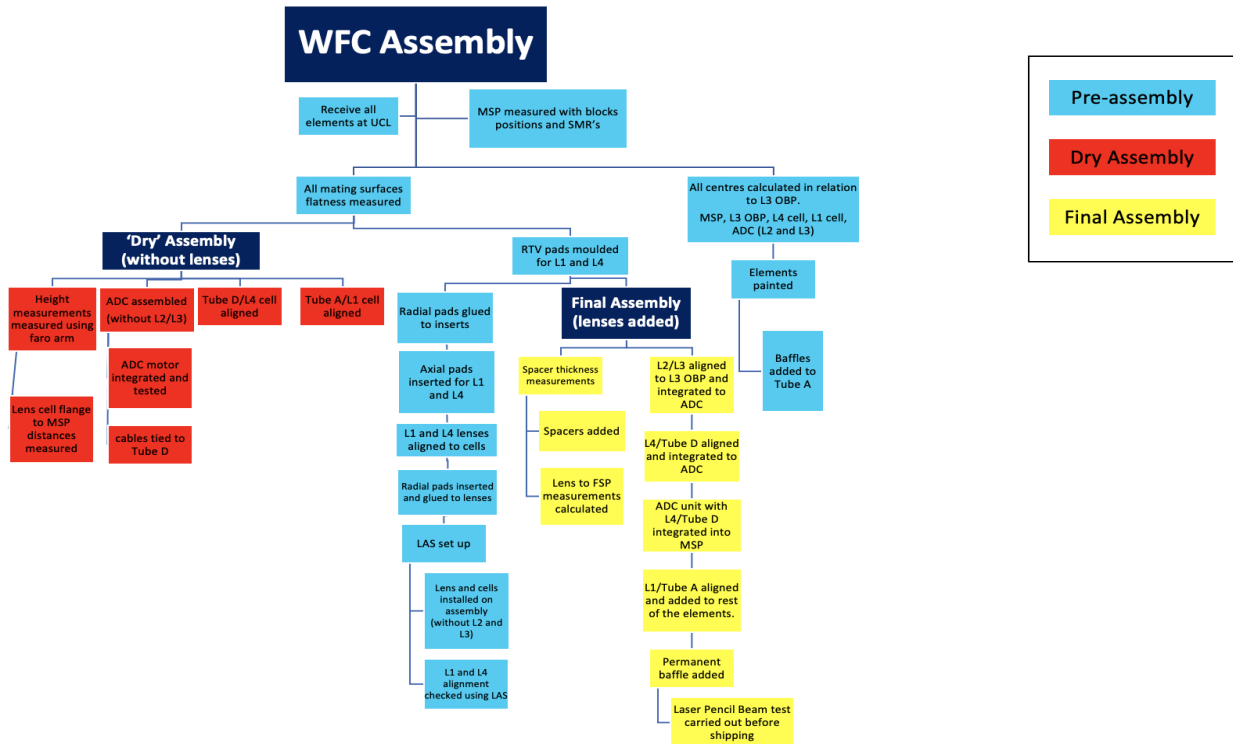 WFC Assembly
Receive all
elements at UCL
MSP measured with blocks
positions and SMR's
Pre-assembly
Dry Assembly
Final Assembly
All mating surfaces
flatness measured
All centres calculated in relation
to L3 OBP.
MSP, L3 OBP, L4 cell, L1 cell,
ADC (L2 and L3)
'Dry' Assembly
(without lenses)
RTV pads moulded
for L1 and L4
Elements
painted
Baffles
added to
Tube A
Height
measurements
measured using
faro arm
Lens cell flange
to MSP
distances
measured
ADC assembled
(without L2/L3)
ADC motor
integrated and
tested
cables tied to
Tube D
Tube D/L4 cell
aligned
Tube A/L1 cell
aligned
Radial pads glued
to inserts
Axial pads
inserted for L1
and L4
L1 and L4 lenses
aligned to cells
Radial pads inserted
and glued to lenses
LAS set up
Lens and cells
installed on
assembly
(without L2 and
L3)
L1 and L4
alignment
checked using LAS
Final Assembly
(lenses added)
Spacer thickness
measurements
Spacers added
Lens to FSP
measurements
calculated
L2/L3 aligned
to L3 OBP and
integrated to
ADC
L4/Tube D aligned
and integrated to
ADC
ADC unit with
L4/Tube D
integrated into
MSP
L1/Tube A aligned
and added to rest
of the elements.
Permanent
baffle added
Laser Pencil Beam test
carried out before
shipping